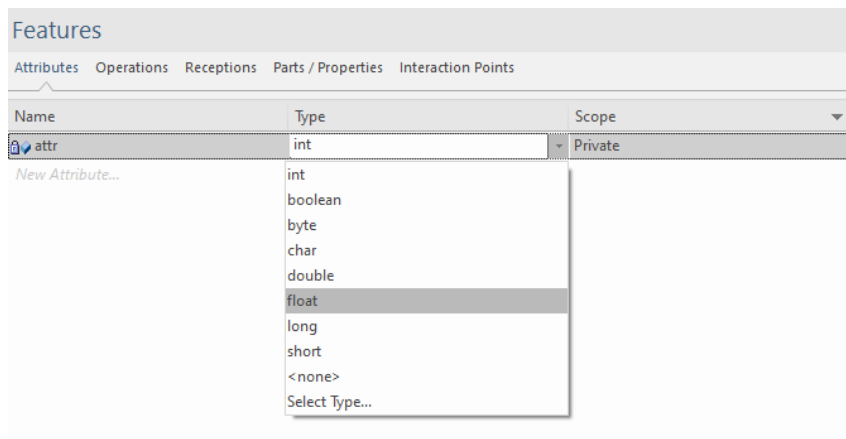 Features
Attributes Operations Receptions Parts / Properties Interaction Points
Name Type Scope
attr int Private
New Attribute...
int
boolean
byte
char
double
float
long
short
<none>
Select Type...